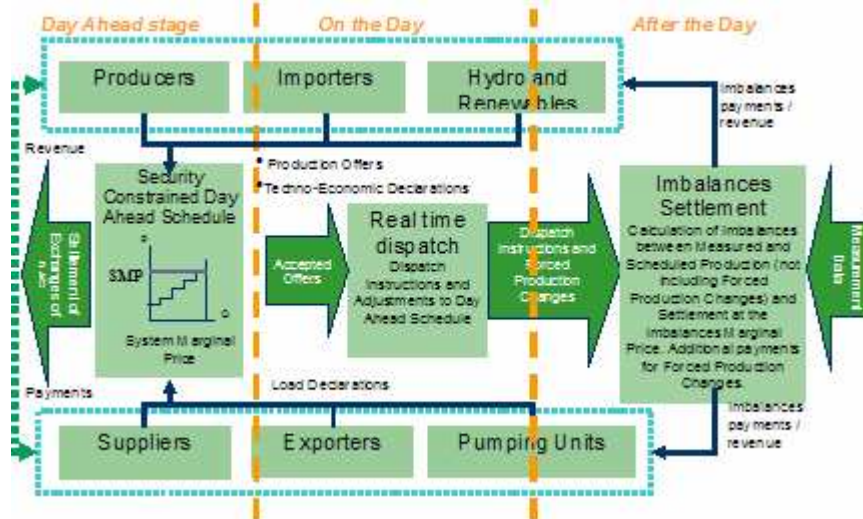 Day Ahead stage
On the Day
After the Day
Producers
Importers
Hydro and
Renewables
Imbalances
payments /
revenue
Revenue
Security
Constrained Day
Ahead Schedule
SMP
System Marginal
Price
• Production Offers
• Techno-Economic Declarations
Settlement of
Exchanges of
Accepted
Offers
Real time
dispatch
Dispatch
Instructions and
Adjustments to Day
Ahead Schedule
Dispatch
Instructions and
Forced
Production
Changes
Imbalances
Settlement
Calculation of Imbalances
between Measured and
Scheduled Production (not
including Forced
Production Changes) and
Settlement at the
Imbalances Marginal
Price. Additional payments
for Forced Production
Changes.
Measurement
Data
Payments
Load Declarations
Suppliers
Exporters
Pumping Units
Imbalances
payments /
revenue